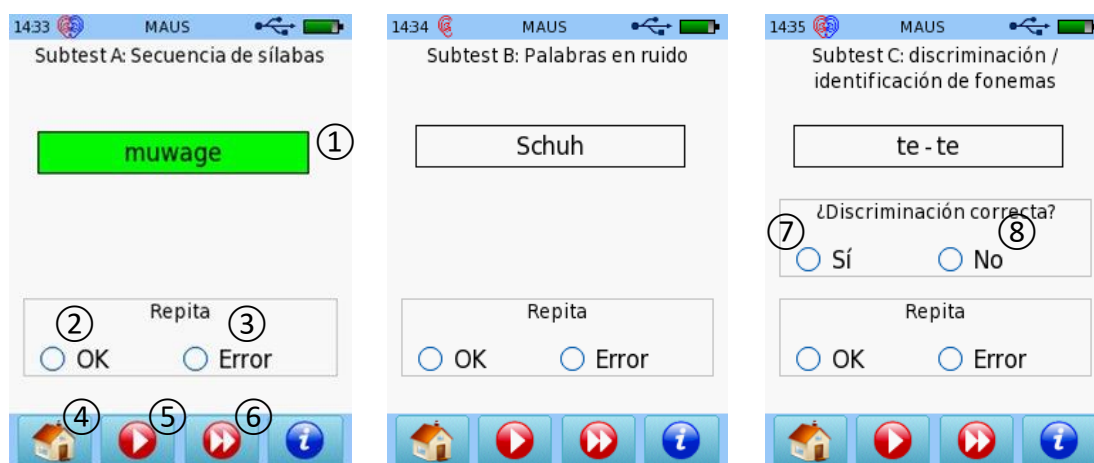 14:33 MAUS
Subtest A: Secuencia de sílabas
muwage
①
Repita
② ③
OK Error
④ ⑤ ⑥
i
14:34 MAUS
Subtest B: Palabras en ruido
Schuh
Repita
OK Error
i
14:35 MAUS
Subtest C: discriminación /
identificación de fonemas
te - te
¿Discriminación correcta?
⑦ ⑧
Sí No
Repita
OK Error
i